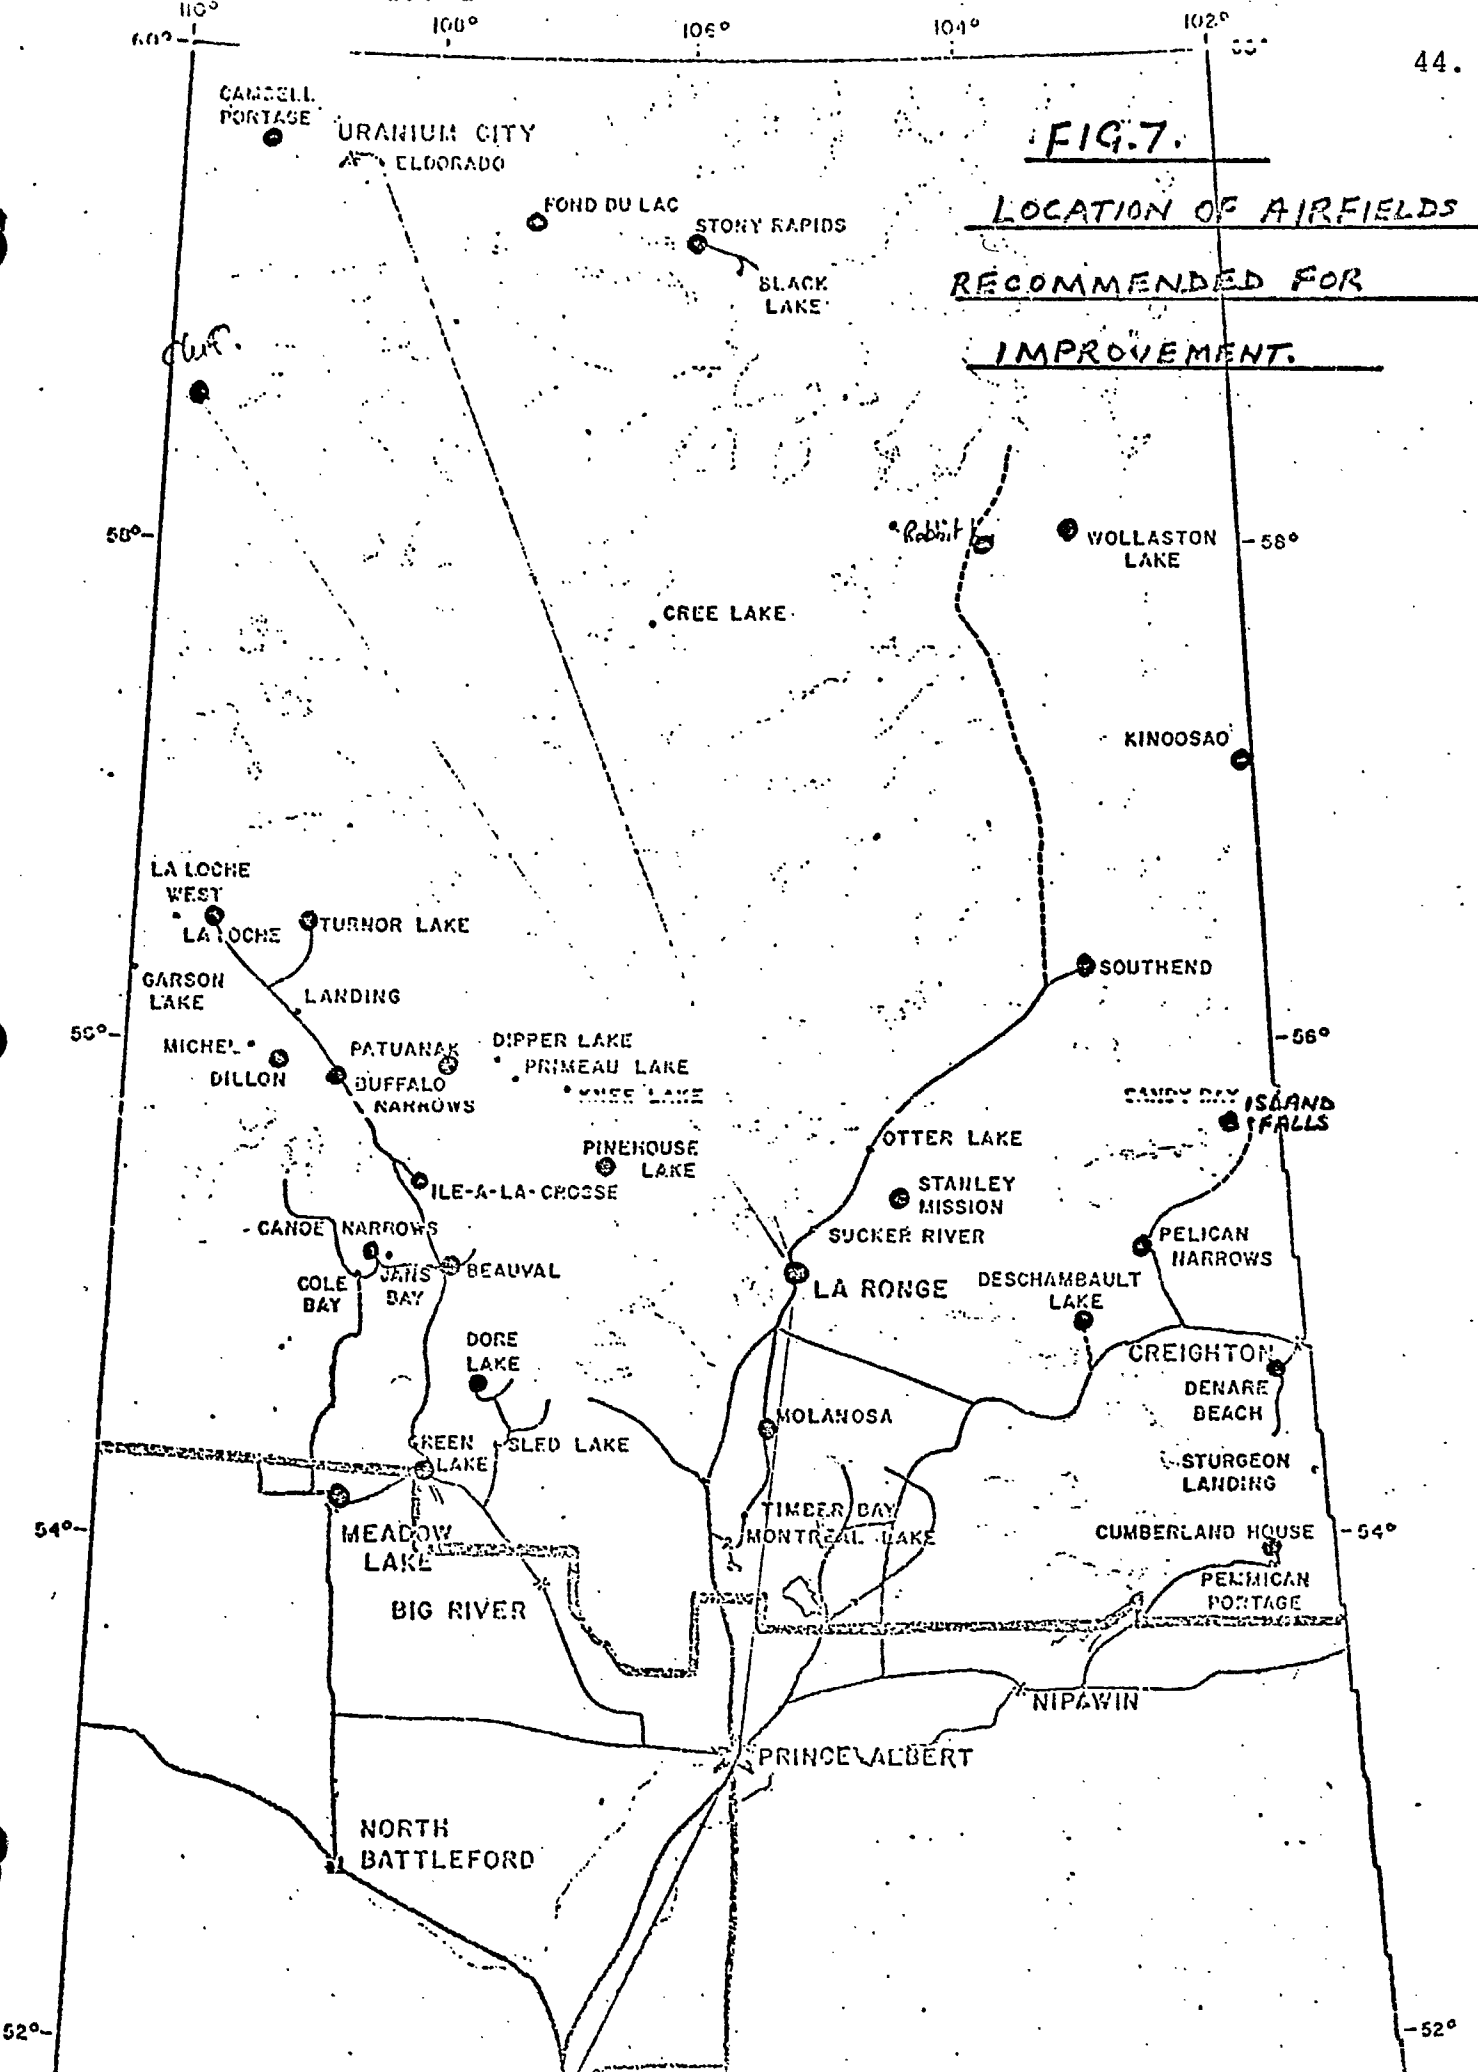 110°
108°
106°
104°
102°
60°
44.
CAMSELL
PORTAGE
URANIUM CITY
ELDORADO
FIG.7.
LOCATION OF AIRFIELDS
RECOMMENDED FOR
IMPROVEMENT.
FOND DU LAC
STONY RAPIDS
BLACK
LAKE
58°
Rabbit
WOLLASTON
LAKE
58°
CREE LAKE
KINOOSAO
LA LOCHE
WEST
LA LOCHE
TURNOR LAKE
GARSON
LAKE
LANDING
SOUTHEND
56°
MICHEL
DILLON
PATUANAK
BUFFALO
NARROWS
DIPPER LAKE
PRIMEAU LAKE
KNEE LAKE
56°
SANDY BAY
ISLAND
FALLS
OTTER LAKE
PINEHOUSE
LAKE
ILE-A-LA-CROSSE
STANLEY
MISSION
SUCKER RIVER
CANOE NARROWS
PELICAN
NARROWS
COLE
BAY
JANS
BAY
BEAUVAL
LA RONGE
DESCHAMBAULT
LAKE
DORE
LAKE
CREIGHTON
DENARE
BEACH
MOLANOSA
GREEN
LAKE
SLED LAKE
STURGEON
LANDING
54°
MEADOW
LAKE
TIMBER BAY
MONTREAL LAKE
CUMBERLAND HOUSE
54°
PEMMICAN
PORTAGE
BIG RIVER
NIPAWIN
PRINCE ALBERT
NORTH
BATTLEFORD
52°
52°